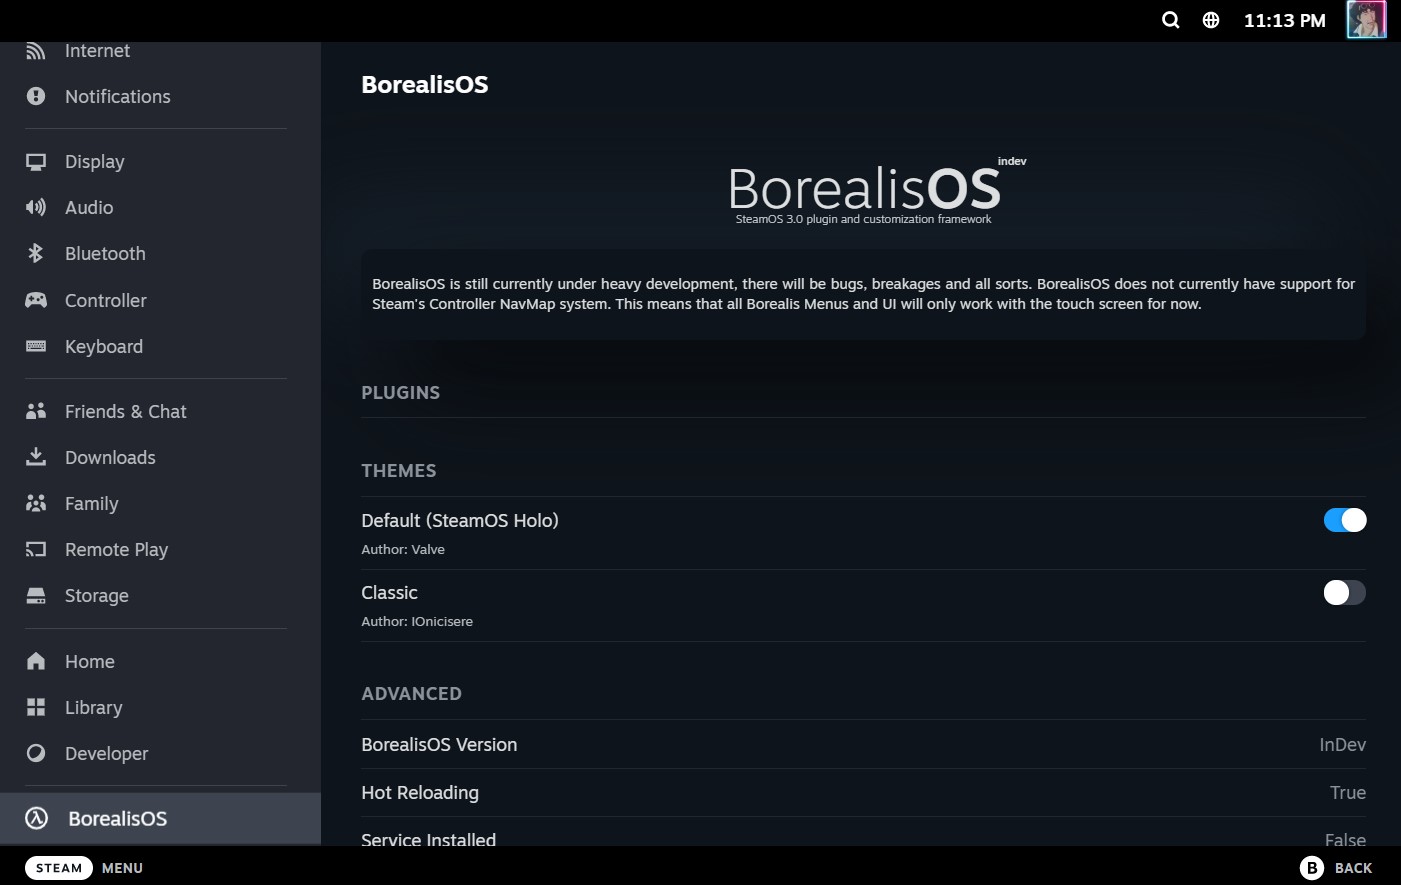 11:13 PM
Internet
Notifications
Display
Audio
Bluetooth
Controller
Keyboard
Friends & Chat
Downloads
Family
Remote Play
Storage
Home
Library
Developer
BorealisOS
BorealisOS
indev
BorealisOS
SteamOS 3.0 plugin and customization framework
BorealisOS is still currently under heavy development, there will be bugs, breakages and all sorts. BorealisOS does not currently have support for
Steam's Controller NavMap system. This means that all Borealis Menus and UI will only work with the touch screen for now.
PLUGINS
THEMES
Default (SteamOS Holo)
Author: Valve
Classic
Author: IOnicisere
ADVANCED
BorealisOS Version InDev
Hot Reloading True
Service Installed False
STEAM MENU
B BACK